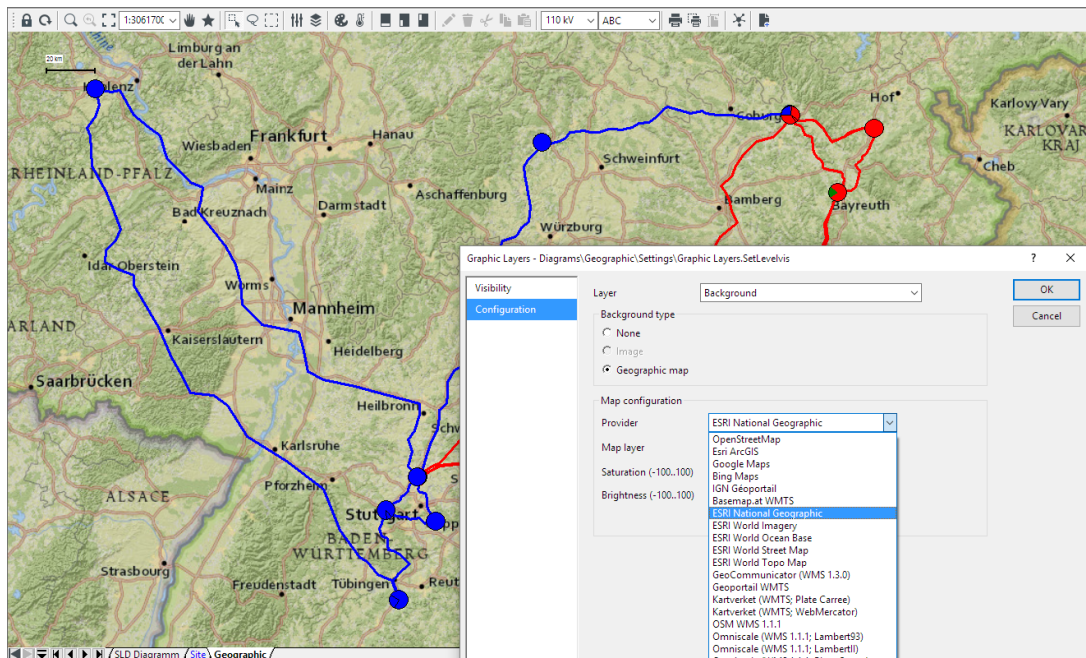 1:3061700
110 kV
ABC
20 km
Limburg an
der Lahn
Hof
Karlovy Vary
KARLOVAR
KRAJ
Coburg
Frankfurt
Hanau
Wiesbaden
Schweinfurt
Cheb
RHEINLAND-PFALZ
Mainz
Aschaffenburg
Bamberg
Bayreuth
Bad Kreuznach
Darmstadt
Würzburg
Idar Oberstein
Worms
Mannheim
ARLAND
Kaiserslautern
Heidelberg
Saarbrücken
Heilbronn
Karlsruhe
Pforzheim
ALSACE
Stuttgart
BADEN-
WÜRTTEMBERG
Strasbourg
Freudenstadt
Tübingen
Graphic Layers - Diagrams\Geographic\Settings\Graphic Layers.SetLevelvis
?
Visibility
Configuration
Layer
Background
OK
Cancel
Background type
None
Image
Geographic map
Map configuration
Provider
ESRI National Geographic
Map layer
Saturation (-100..100)
Brightness (-100..100)
OpenStreetMap
Esri ArcGIS
Google Maps
Bing Maps
IGN Géoportail
Basemap.at WMTS
ESRI National Geographic
ESRI World Imagery
ESRI World Ocean Base
ESRI World Street Map
ESRI World Topo Map
GeoCommunicator (WMS 1.3.0)
Geoportail WMTS
Kartverket (WMTS; Plate Carree)
Kartverket (WMTS; WebMercator)
OSM WMS 1.1.1
Omniscale (WMS 1.1.1; Lambert93)
Omniscale (WMS 1.1.1; LambertII)
SLD Diagramm
Site
Geographic